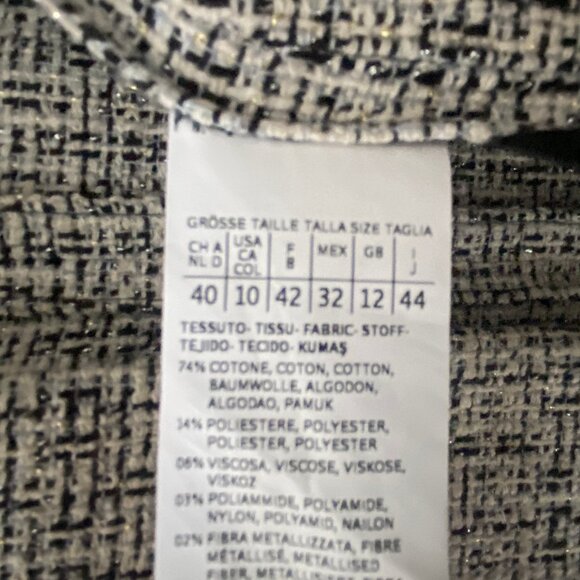 GRÖSSE TAILLE TALLA SIZE TAGLIA
CH A NL D USA CA COL F B MEX GB I J
40 10 42 32 12 44
TESSUTO- TISSU- FABRIC- STOFF-
TEJIDO- TECIDO- KUMAŞ
74% COTONE, COTON, COTTON,
BAUMWOLLE, ALGODON,
ALGODAO, PAMUK
14% POLIESTERE, POLYESTER,
POLIESTER, POLYESTER
06% VISCOSA, VISCOSE, VISKOSE,
VISKOZ
03% POLIAMMIDE, POLYAMIDE,
NYLON, POLYAMID, NAILON
02% FIBRA METALLIZZATA, FIBRE
MÉTALLISÉ, METALLISED
FIBER,